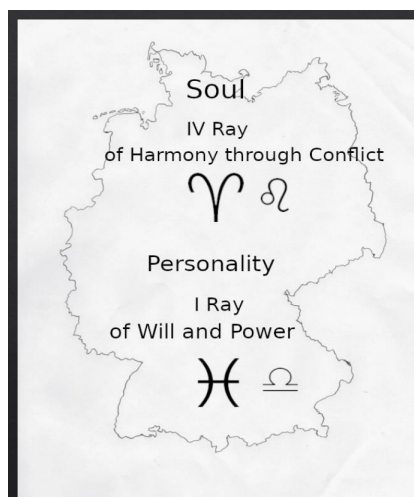 Soul
IV Ray
of Harmony through Conflict
♈ ♌
Personality
I Ray
of Will and Power
♓ ♎